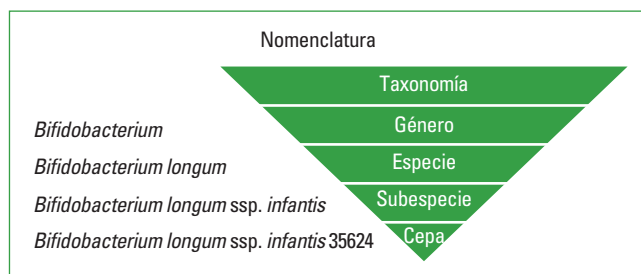 Nomenclatura
Taxonomía
Bifidobacterium Género
Bifidobacterium longum Especie
Bifidobacterium longum ssp. infantis Subespecie
Bifidobacterium longum ssp. infantis 35624 Cepa